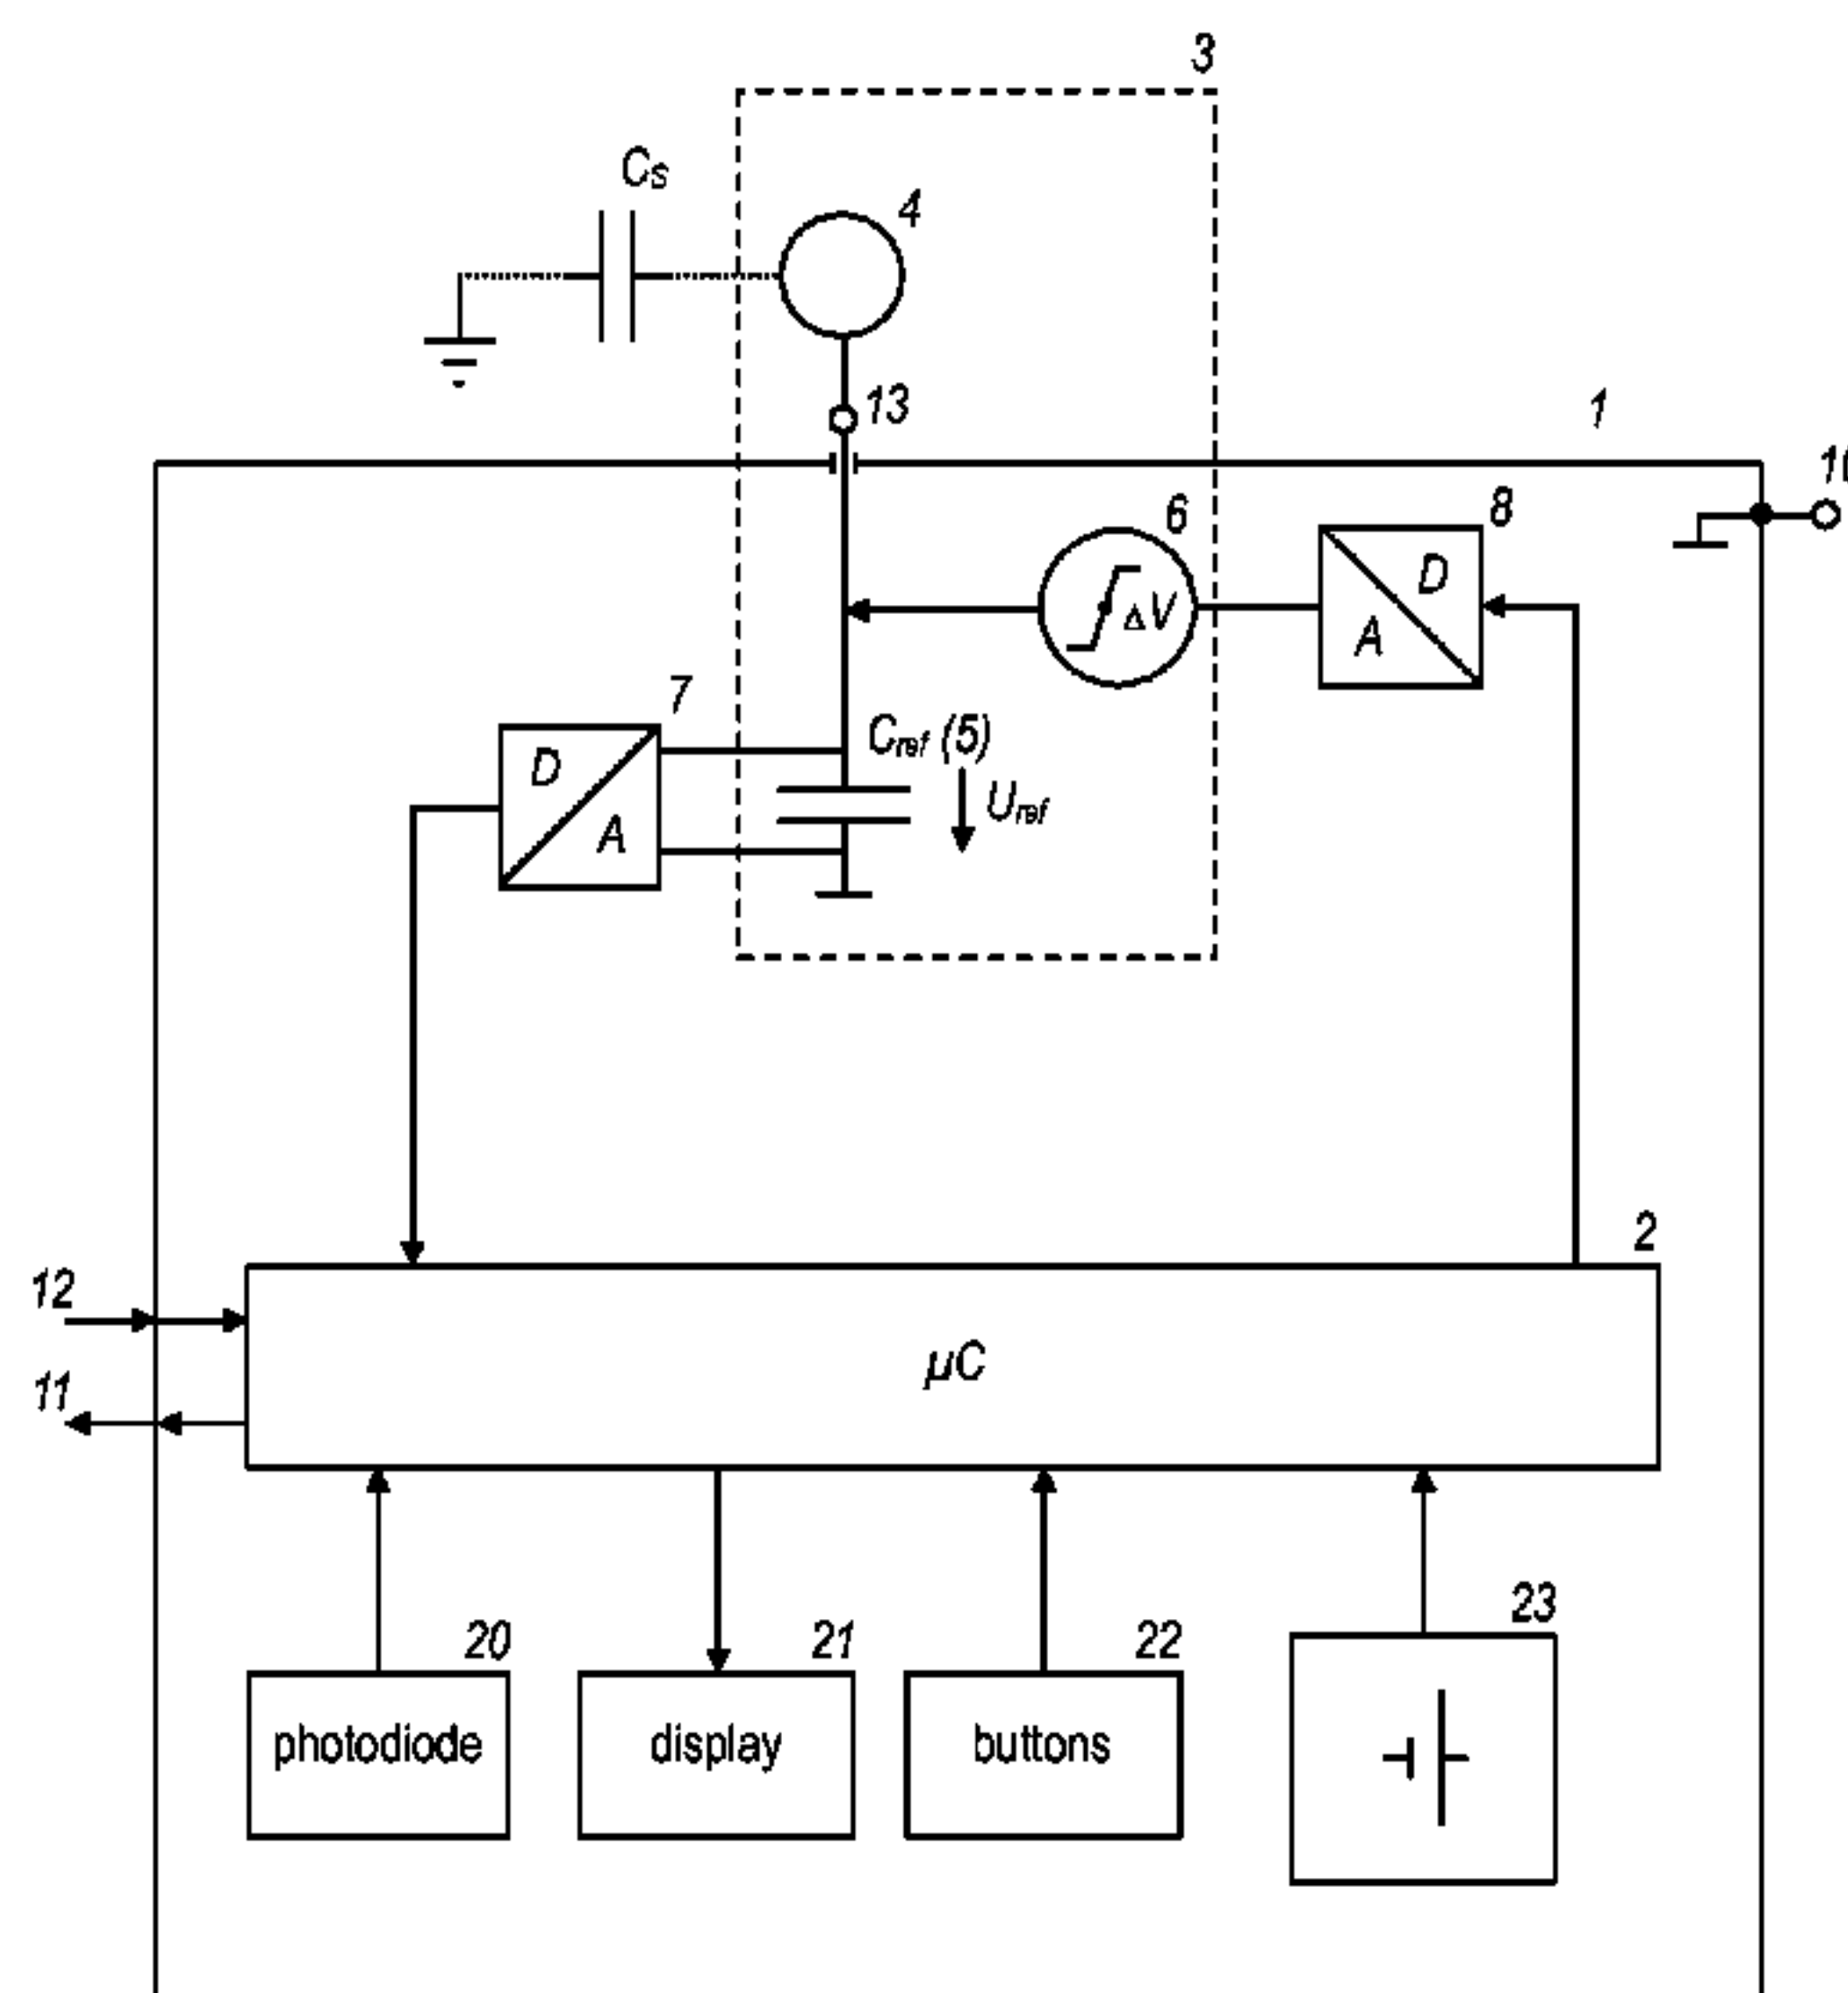 3
Cs
4
13
1
10
6
8
ΔV
D
A
7
Cref (5)
D
Uref
A
2
12
µC
11
23
20
21
22
photodiode
display
buttons